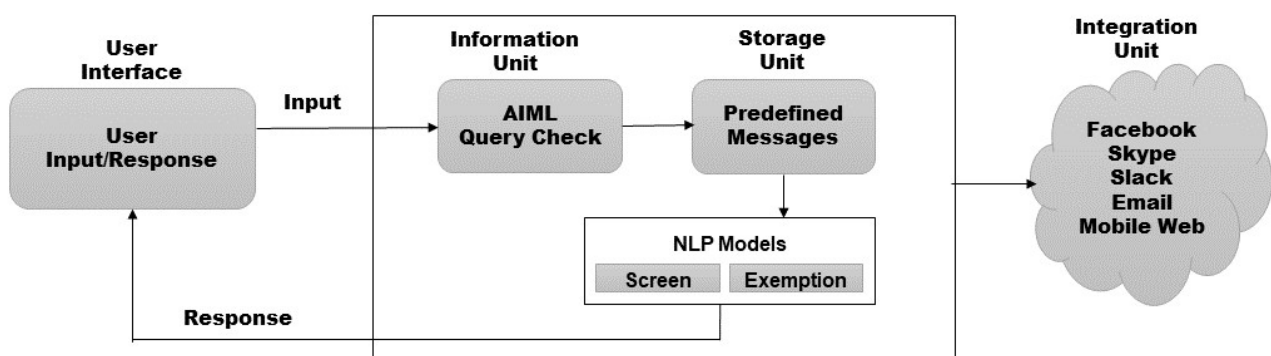 User
Interface
User
Input/Response
Input
Information
Unit
AIML
Query Check
Storage
Unit
Predefined
Messages
NLP Models
Screen
Exemption
Response
Integration
Unit
Facebook
Skype
Slack
Email
Mobile Web